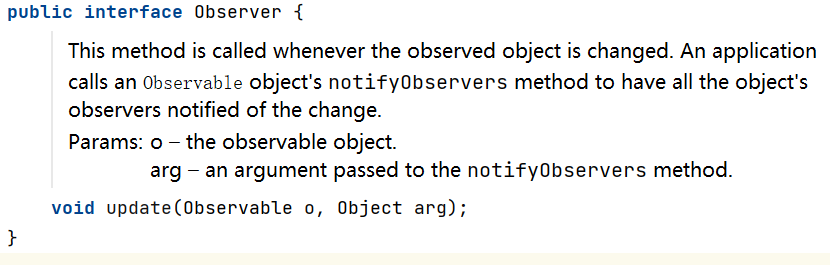 public interface Observer {
This method is called whenever the observed object is changed. An application
calls an Observable object's notifyObservers method to have all the object's
observers notified of the change.
Params: o – the observable object.
arg – an argument passed to the notifyObservers method.
void update(Observable o, Object arg);
}